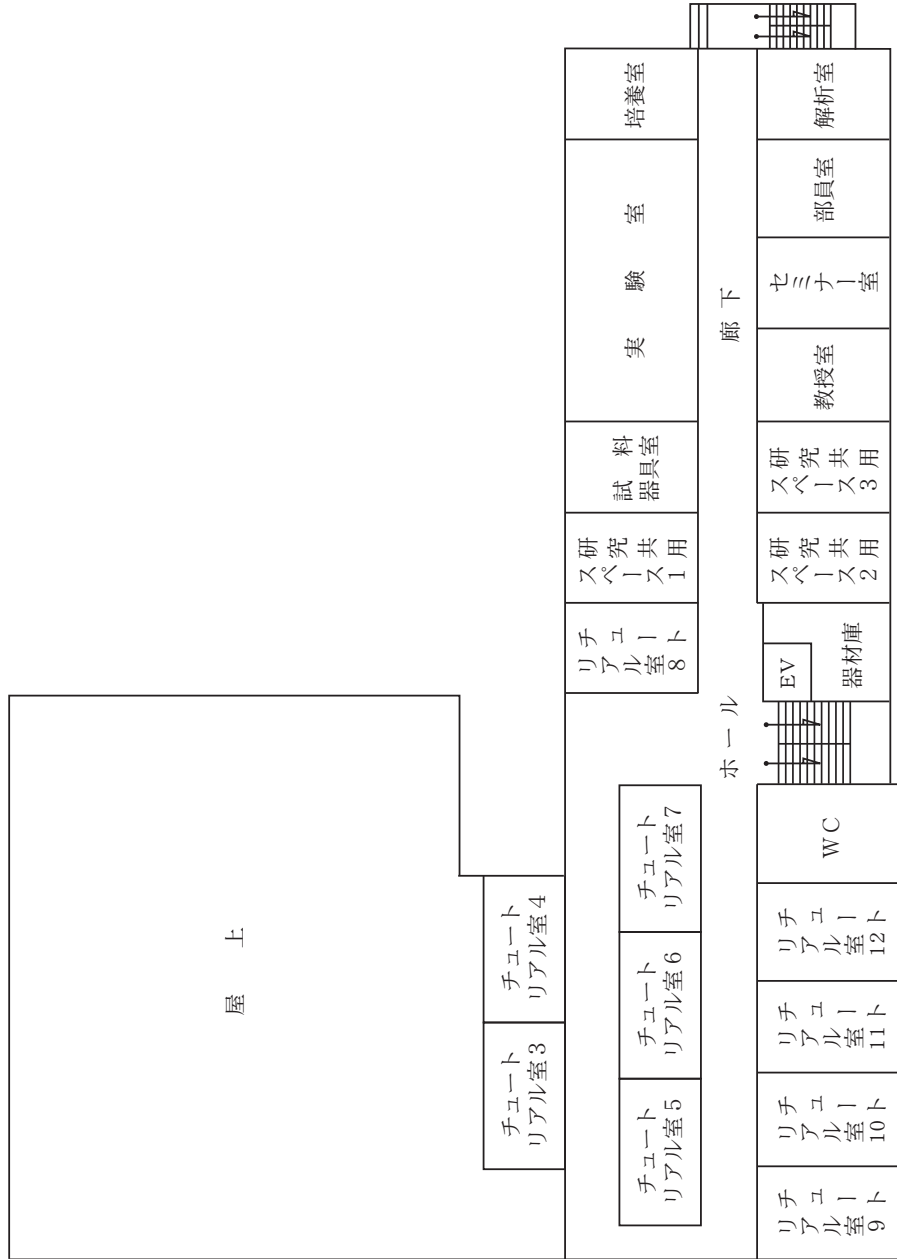 屋上
チュート
リアル室3
チュート
リアル室4
チュート
リアル室8
研究共用
スペース1
試料
器具室
実験室
培養室
チュート
リアル室5
チュート
リアル室6
チュート
リアル室7
ホール
廊下
チュート
リアル室9
チュート
リアル室10
チュート
リアル室11
チュート
リアル室12
WC
EV
器材庫
研究共用
スペース2
研究共用
スペース3
教授室
セミナー室
部員室
解析室